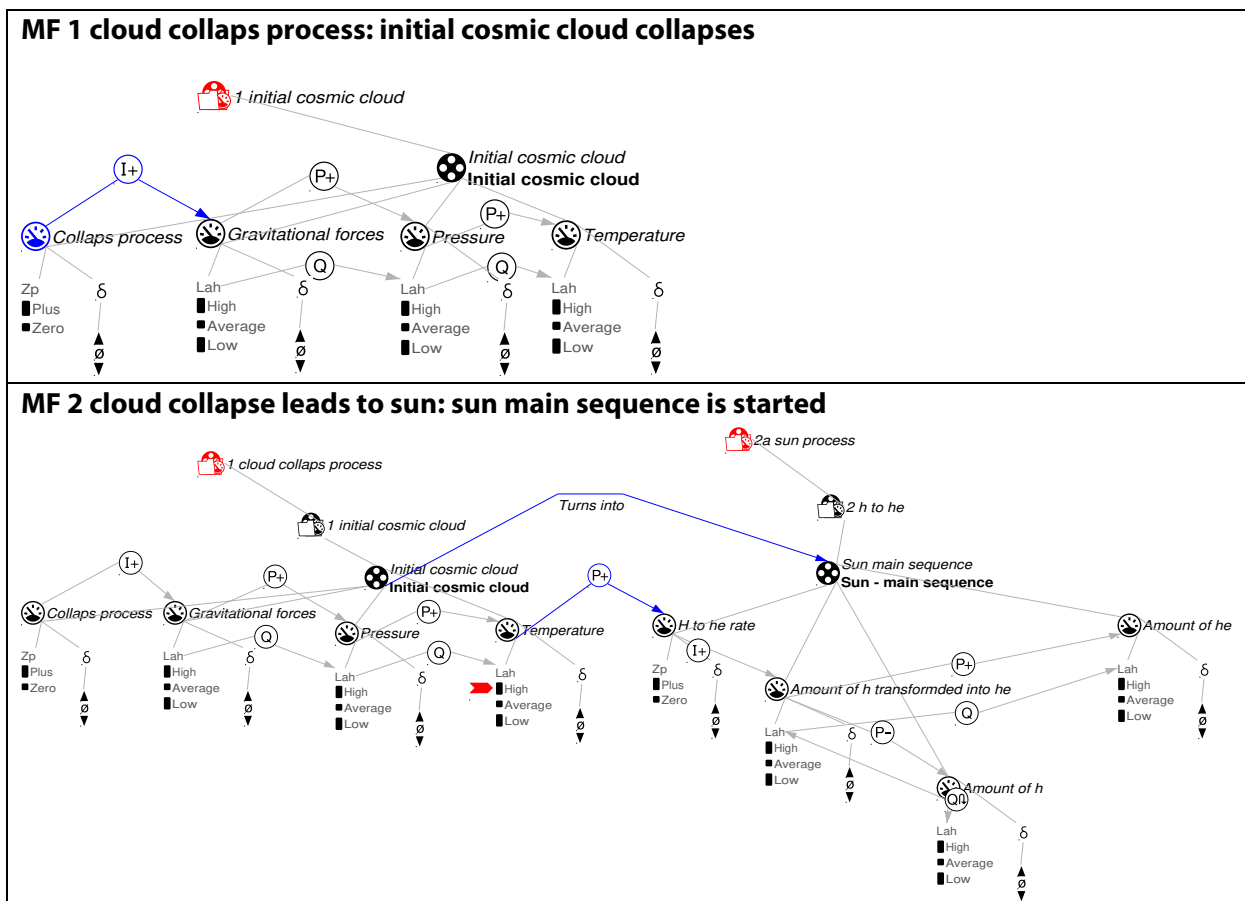 MF 1 cloud collaps process: initial cosmic cloud collapses
1 initial cosmic cloud
Initial cosmic cloud
Initial cosmic cloud
I+
P+
P+
Collaps process
Gravitational forces
Pressure
Temperature
Q
Q
Zp
Plus
Zero
δ
ø
Lah
High
Average
Low
δ
ø
Lah
High
Average
Low
δ
ø
Lah
High
Average
Low
δ
ø
MF 2 cloud collapse leads to sun: sun main sequence is started
1 cloud collaps process
2a sun process
Turns into
2 h to he
1 initial cosmic cloud
Initial cosmic cloud
Initial cosmic cloud
Sun main sequence
Sun - main sequence
I+
P+
P+
P+
Collaps process
Gravitational forces
Pressure
Temperature
H to he rate
Amount of he
Q
Q
I+
P+
Zp
Plus
Zero
δ
ø
Lah
High
Average
Low
δ
ø
Lah
High
Average
Low
δ
ø
Lah
High
Average
Low
δ
ø
Zp
Plus
Zero
δ
ø
Lah
High
Average
Low
δ
ø
Amount of h transformded into he
Q
P-
Lah
High
Average
Low
δ
ø
Amount of h
Q
Lah
High
Average
Low
δ
ø